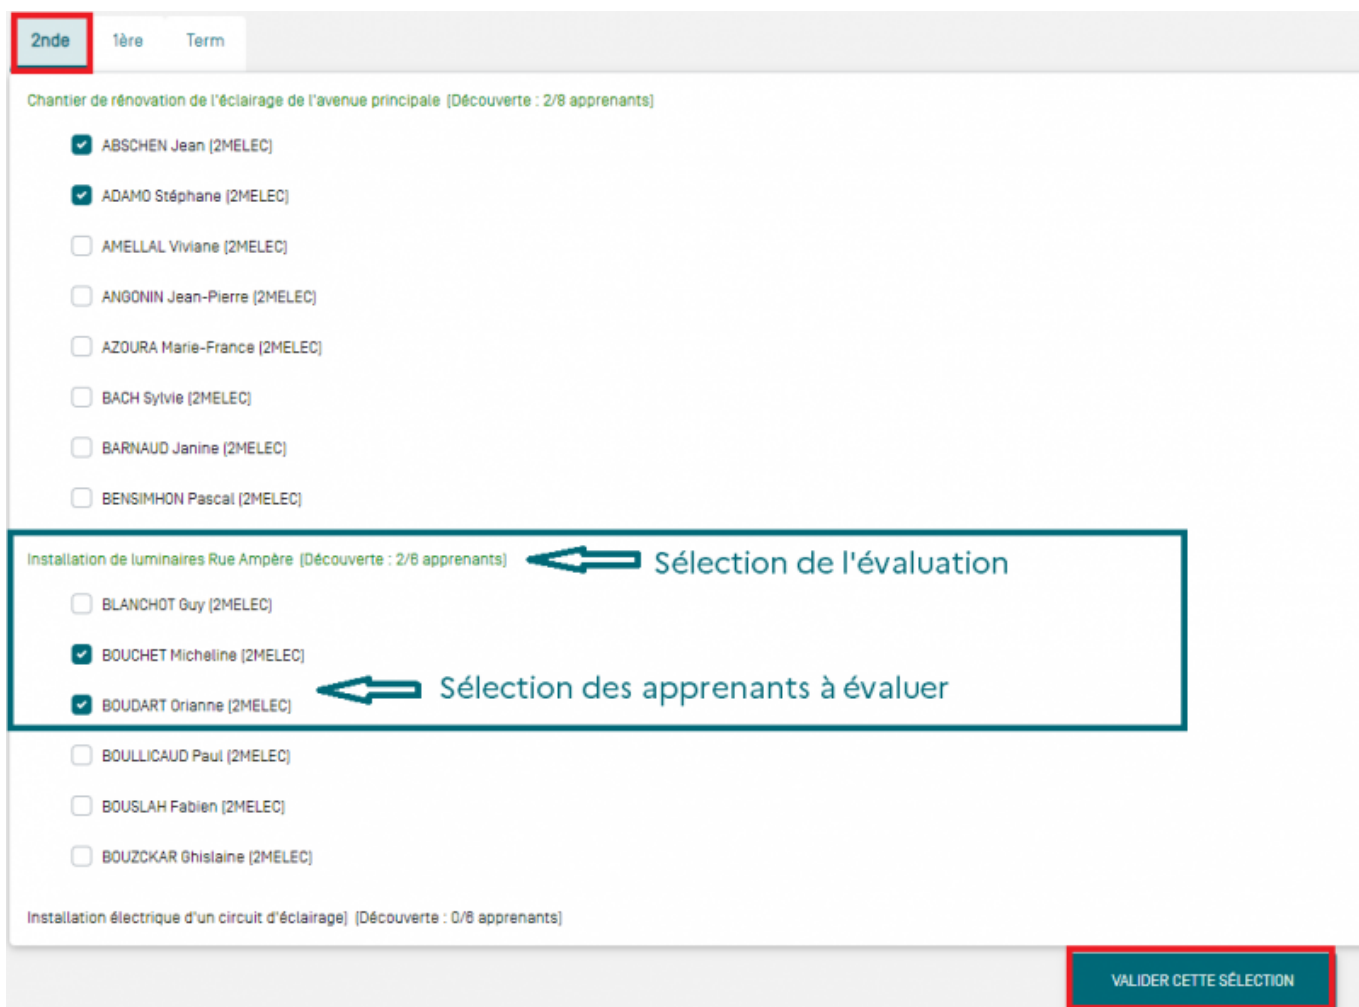 2nde 1ère Term
Chantier de rénovation de l'éclairage de l'avenue principale (Découverte : 2/8 apprenants)
ABSCHEN Jean (2MELEC)
ADAMO Stéphane (2MELEC)
AMELLAL Viviane (2MELEC)
ANGONIN Jean-Pierre (2MELEC)
AZOURA Marie-France (2MELEC)
BACH Sylvie (2MELEC)
BARNAUD Janine (2MELEC)
BENSIMHON Pascal (2MELEC)
Installation de luminaires Rue Ampère (Découverte : 2/6 apprenants) Sélection de l'évaluation
BLANCHOT Guy (2MELEC)
BOUCHET Micheline (2MELEC)
Sélection des apprenants à évaluer
BOUDART Orianne (2MELEC)
BOULLICAUD Paul (2MELEC)
BOUSLAH Fabien (2MELEC)
BOUZCKAR Ghislaine (2MELEC)
Installation électrique d'un circuit d'éclairage) (Découverte : 0/6 apprenants)
VALIDER CETTE SÉLECTION